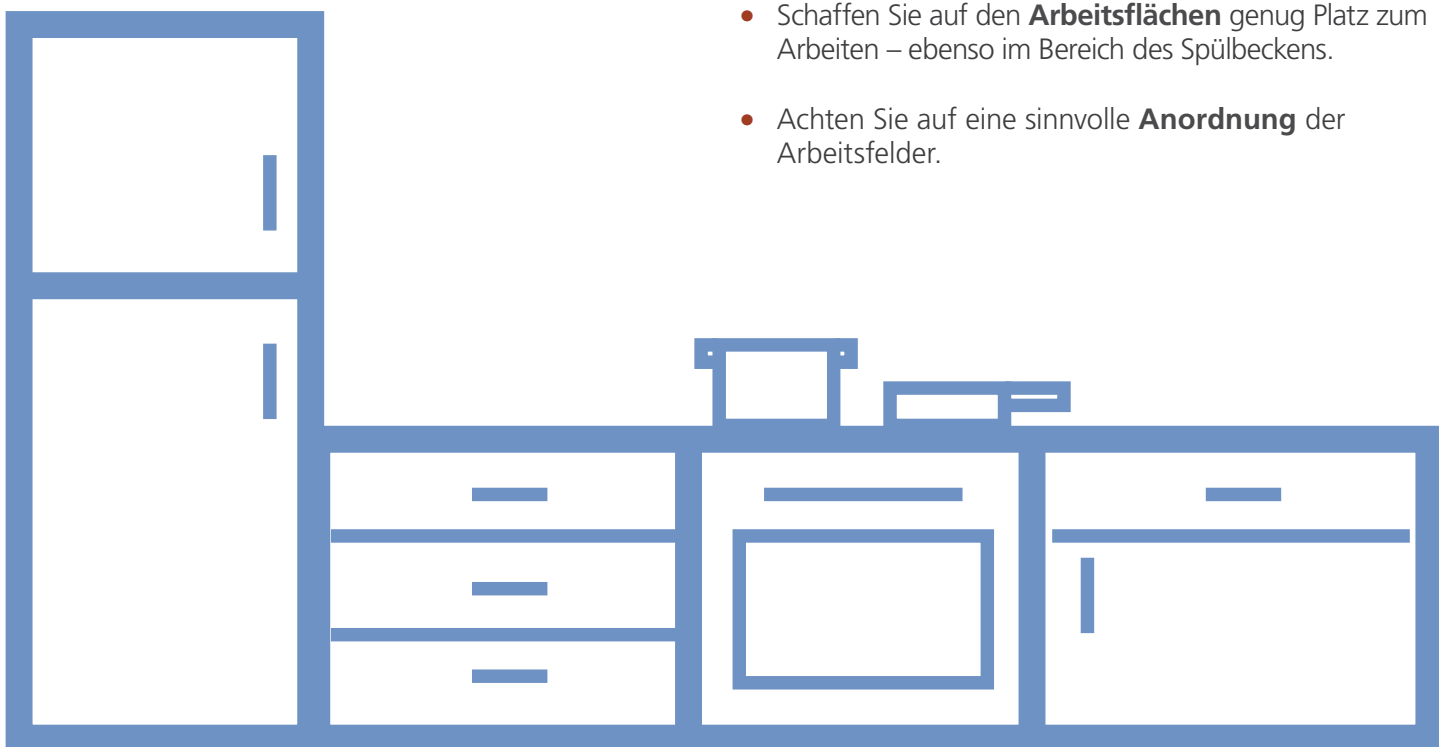 • Schaffen Sie auf den Arbeitsflächen genug Platz zum
Arbeiten – ebenso im Bereich des Spülbeckens.
• Achten Sie auf eine sinnvolle Anordnung der
Arbeitsfelder.